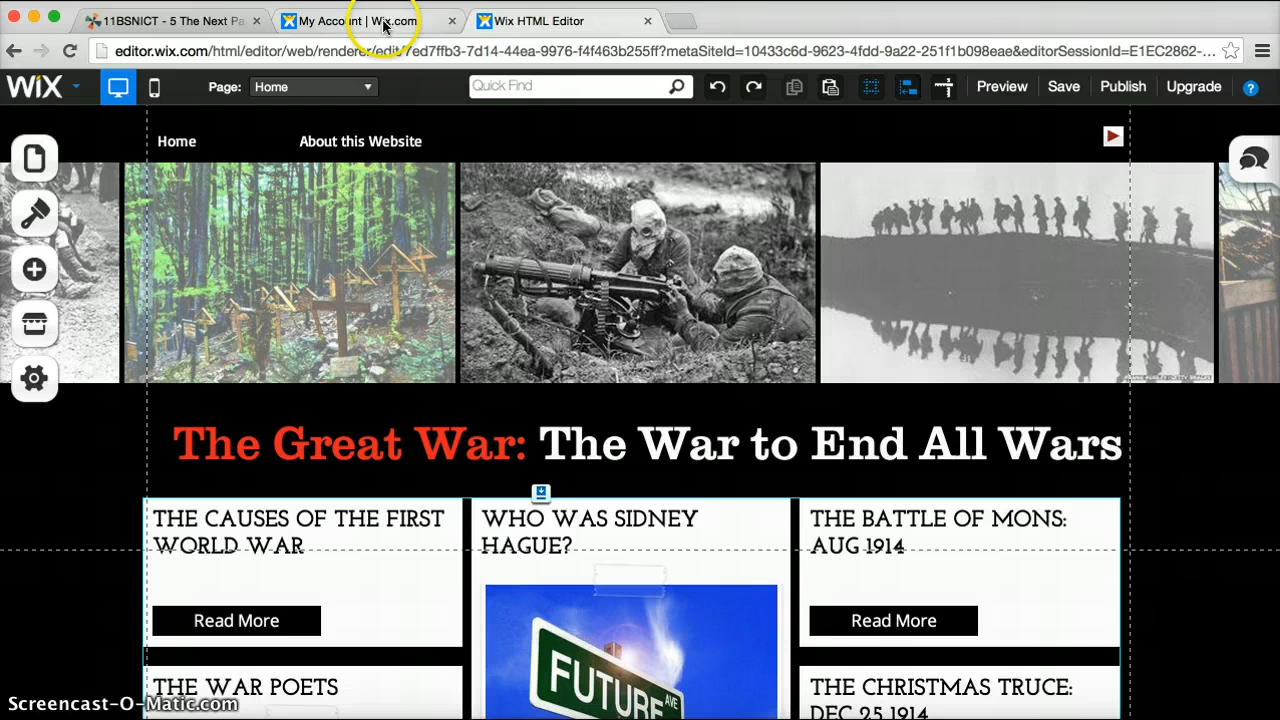 11BSNICT - 5 The Next Pa
My Account | Wix.com
Wix HTML Editor
editor.wix.com/html/editor/web/renderer/edit/7ed7ffb3-7d14-44ea-9976-f4f463b255ff?metaSiteId=10433c6d-9623-4fdd-9a22-251f1b098eae&editorSessionId=E1EC2862-...
WiX
Page:
Home
Quick Find
Preview
Save
Publish
Upgrade
?
Home
About this Website
The Great War: The War to End All Wars
THE CAUSES OF THE FIRST
WORLD WAR
Read More
WHO WAS SIDNEY
HAGUE?
FUTURE AVE
THE BATTLE OF MONS:
AUG 1914
Read More
THE WAR POETS
THE CHRISTMAS TRUCE:
DEC 25 1914
Screencast-O-Matic.com